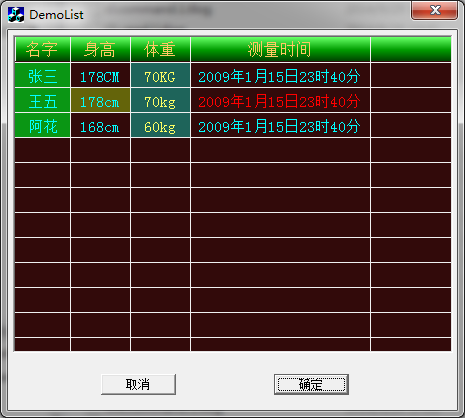 DemoList
名字 身高 体重 测量时间
张三 178CM 70KG 2009年1月15日23时40分
王五 178cm 70kg 2009年1月15日23时40分
阿花 168cm 60kg 2009年1月15日23时40分
取消 确定